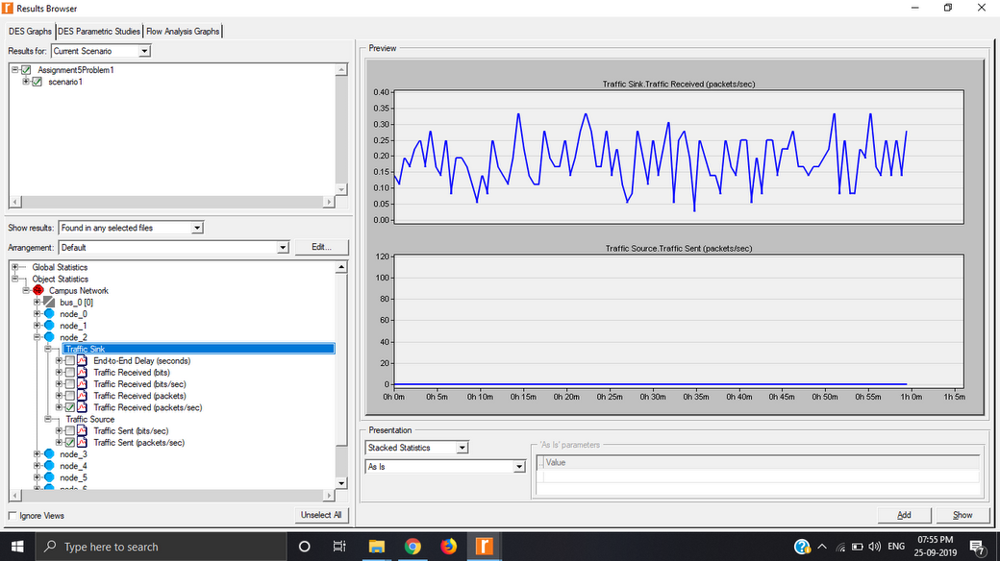 Results Browser
DES Graphs DES Parametric Studies Flow Analysis Graphs
Results for: Current Scenario
Assignment5Problem1
scenario1
Show results: Found in any selected files
Arrangement: Default Edit...
Global Statistics
Object Statistics
Campus Network
bus_0 [0]
node_0
node_1
node_2
Traffic Sink
End-to-End Delay (seconds)
Traffic Received (bits)
Traffic Received (bits/sec)
Traffic Received (packets)
Traffic Received (packets/sec)
Traffic Source
Traffic Sent (bits/sec)
Traffic Sent (packets/sec)
node_3
node_4
node_5
Ignore Views Unselect All
Preview
Traffic Sink.Traffic Received (packets/sec)
0.40
0.35
0.30
0.25
0.20
0.15
0.10
0.05
0.00
Traffic Source.Traffic Sent (packets/sec)
120
100
80
60
40
20
0
0h 0m 0h 5m 0h 10m 0h 15m 0h 20m 0h 25m 0h 30m 0h 35m 0h 40m 0h 45m 0h 50m 0h 55m 1h 0m 1h 5m
Presentation
Stacked Statistics
As Is
'As Is' parameters
.. Value
Add Show
Type here to search
ENG
07:55 PM
25-09-2019
7